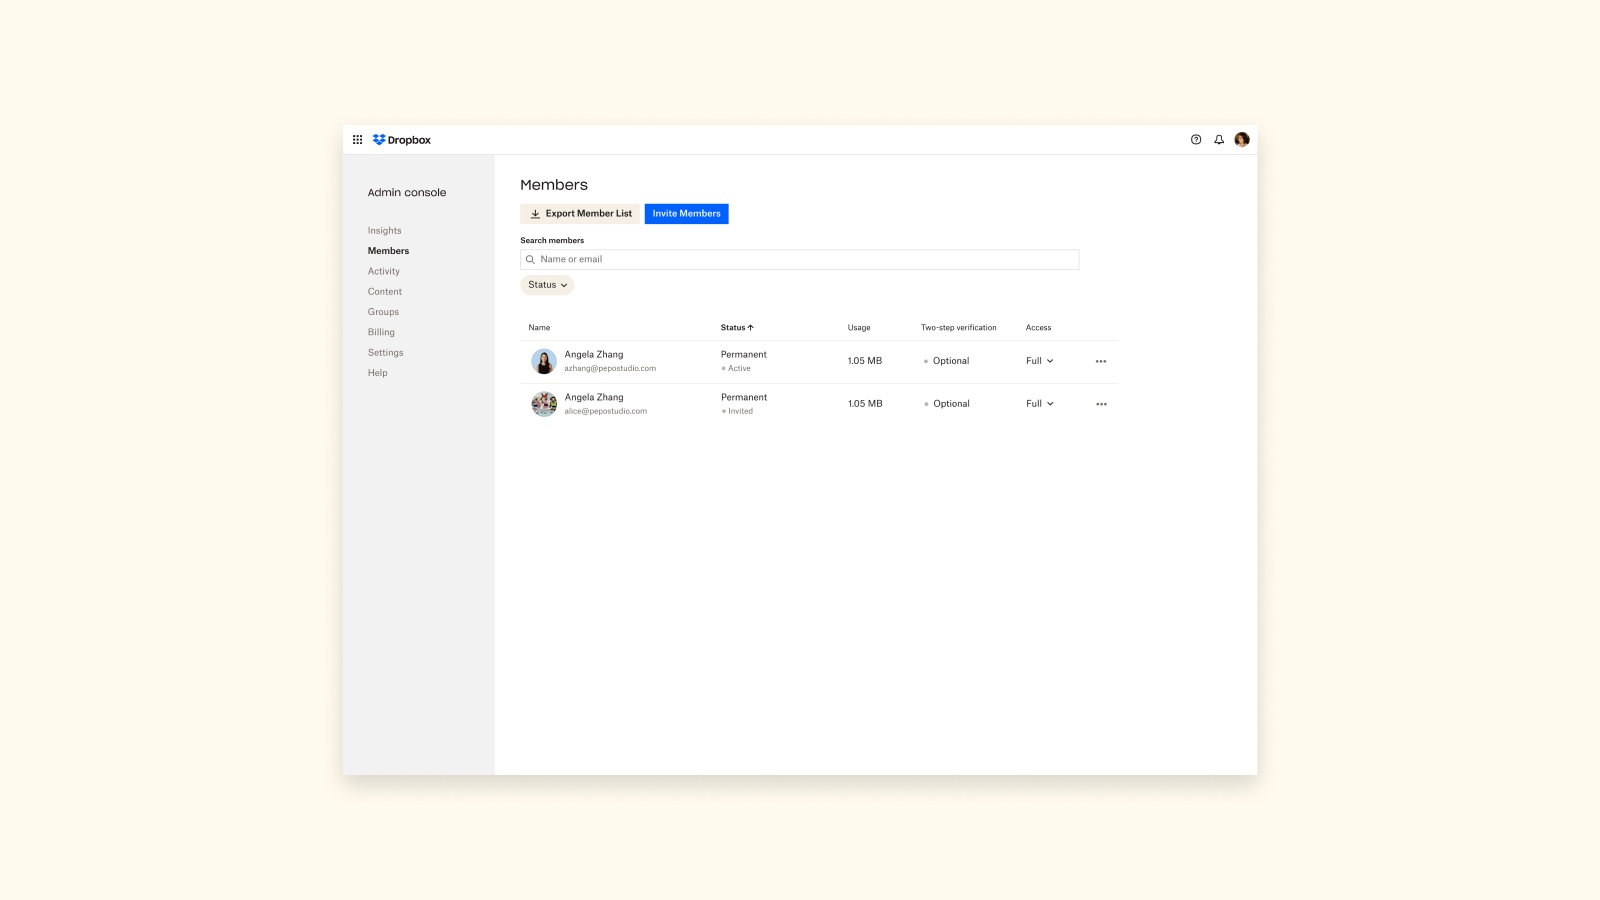 Dropbox
Admin console
Insights
Members
Activity
Content
Groups
Billing
Settings
Help
Members
Export Member List
Invite Members
Search members
Name or email
Status
Name Status Usage Two-step verification Access
Angela Zhang Permanent 1.05 MB Optional Full
azhang@pepostudio.com Active
Angela Zhang Permanent 1.05 MB Optional Full
alice@pepostudio.com Invited